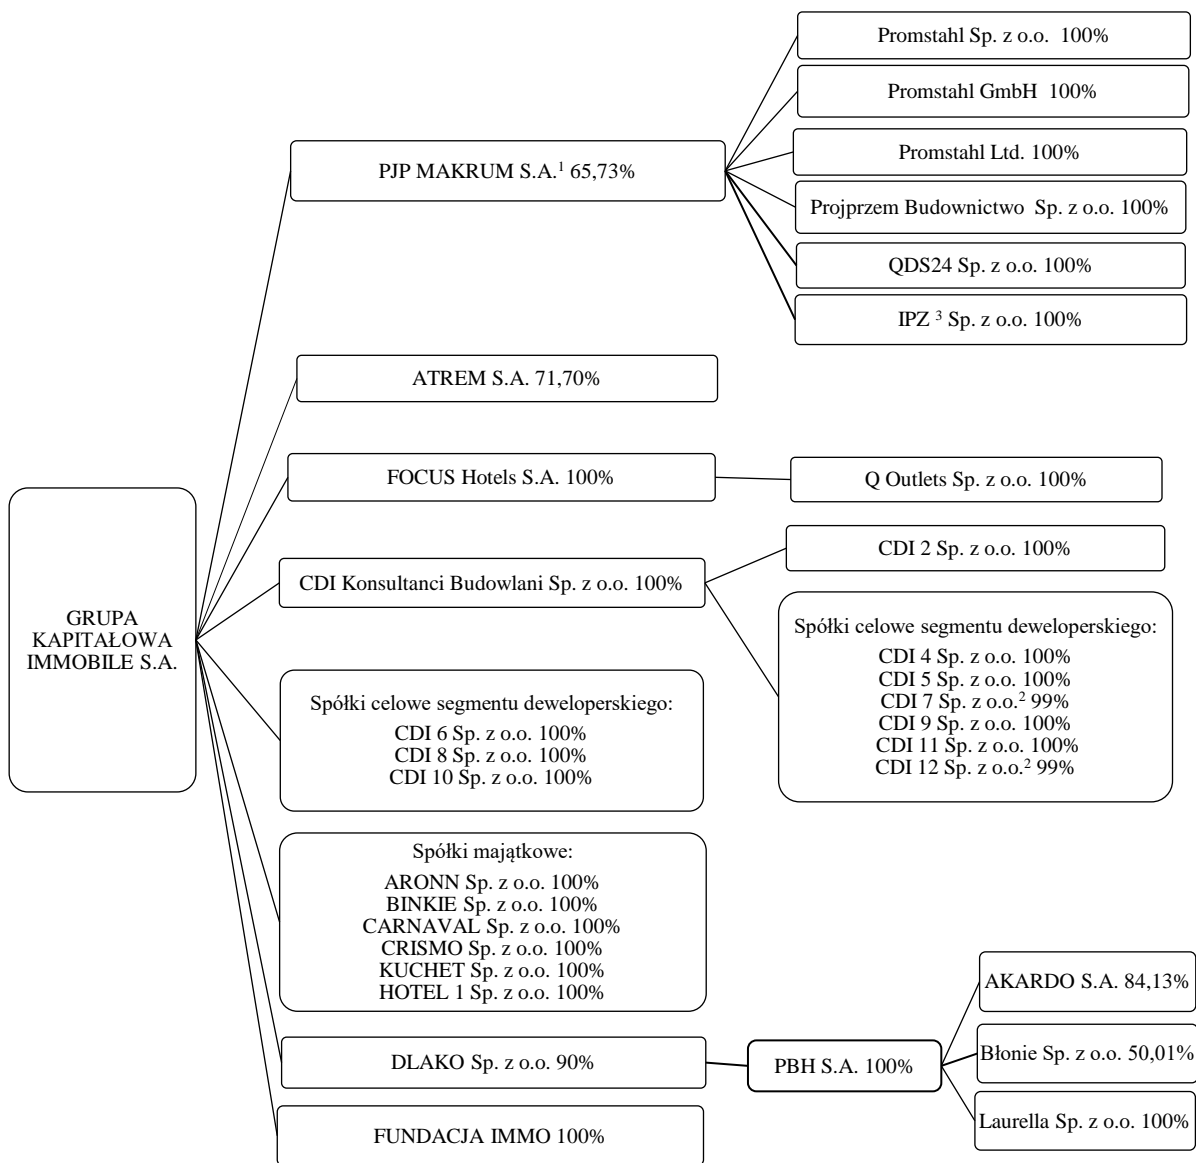 Promstahl Sp. z o.o. 100%
Promstahl GmbH 100%
Promstahl Ltd. 100%
Projprzem Budownictwo Sp. z o.o. 100%
QDS24 Sp. z o.o. 100%
IPZ ³ Sp. z o.o. 100%
PJP MAKRUM S.A.¹ 65,73%
ATREM S.A. 71,70%
FOCUS Hotels S.A. 100%
Q Outlets Sp. z o.o. 100%
CDI Konsultanci Budowlani Sp. z o.o. 100%
CDI 2 Sp. z o.o. 100%
Spółki celowe segmentu deweloperskiego:
CDI 4 Sp. z o.o. 100%
CDI 5 Sp. z o.o. 100%
CDI 7 Sp. z o.o.² 99%
CDI 9 Sp. z o.o. 100%
CDI 11 Sp. z o.o. 100%
CDI 12 Sp. z o.o.² 99%
GRUPA
KAPITAŁOWA
IMMOBILE S.A.
Spółki celowe segmentu deweloperskiego:
CDI 6 Sp. z o.o. 100%
CDI 8 Sp. z o.o. 100%
CDI 10 Sp. z o.o. 100%
Spółki majątkowe:
ARONN Sp. z o.o. 100%
BINKIE Sp. z o.o. 100%
CARNAVAL Sp. z o.o. 100%
CRISMO Sp. z o.o. 100%
KUCHET Sp. z o.o. 100%
HOTEL 1 Sp. z o.o. 100%
DLAKO Sp. z o.o. 90%
PBH S.A. 100%
AKARDO S.A. 84,13%
Błonie Sp. z o.o. 50,01%
Laurella Sp. z o.o. 100%
FUNDACJA IMMO 100%